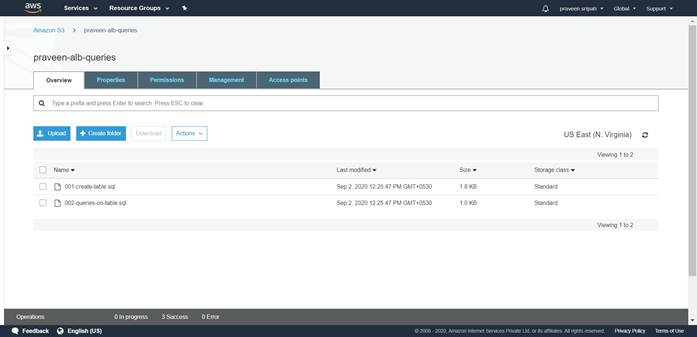 aws Services Resource Groups praveen sripati Global Support
Amazon S3 > praveen-alb-queries
praveen-alb-queries
Overview Properties Permissions Management Access points
Type a prefix and press Enter to search. Press ESC to clear.
Upload + Create folder Download Actions US East (N. Virginia)
Viewing 1 to 2
Name Last modified Size Storage class
001-create-table.sql Sep 2, 2020 12:25:47 PM GMT+0530 1.8 KB Standard
002-queries-on-table.sql Sep 2, 2020 12:25:47 PM GMT+0530 1.0 KB Standard
Viewing 1 to 2
Operations 0 In progress 3 Success 0 Error
Feedback English (US) © 2008 - 2020, Amazon Internet Services Private Ltd. or its affiliates. All rights reserved. Privacy Policy Terms of Use